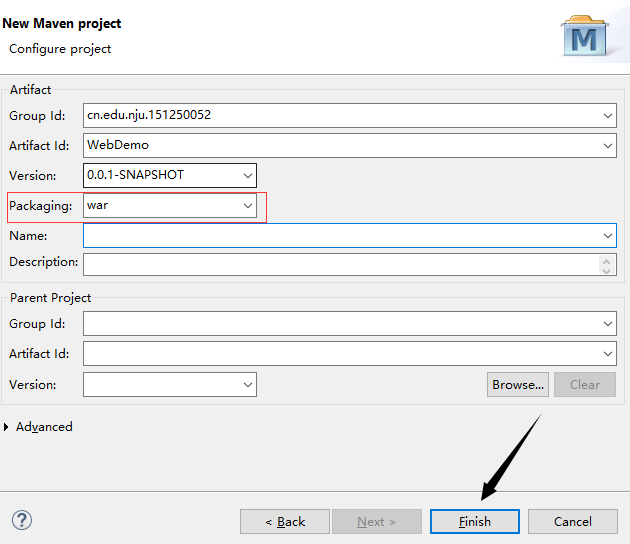 New Maven project
Configure project
M
Artifact
Group Id: cn.edu.nju.151250052
Artifact Id: WebDemo
Version: 0.0.1-SNAPSHOT
Packaging: war
Name:
Description:
Parent Project
Group Id:
Artifact Id:
Version: Browse... Clear
Advanced
? < Back Next > Finish Cancel